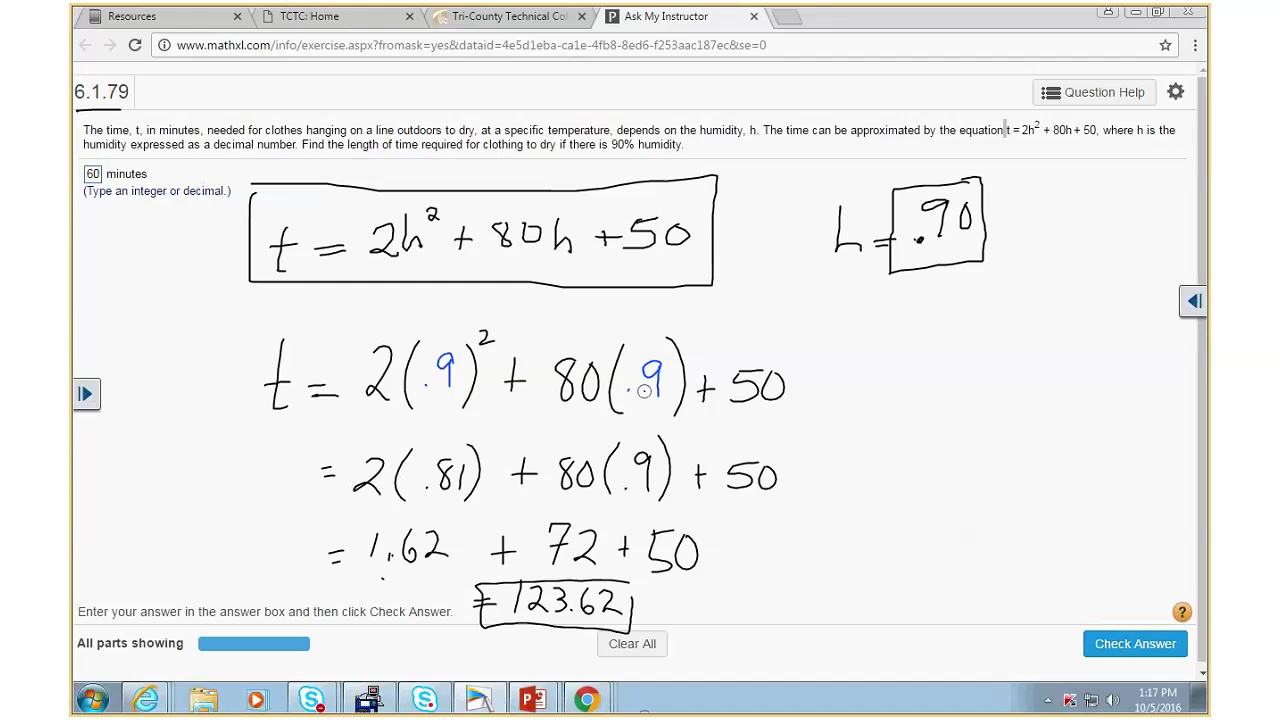 Resources
TCTC: Home
Tri-County Technical Col
Ask My Instructor
www.mathxl.com/info/exercise.aspx?fromask=yes&dataid=4e5d1eba-ca1e-4fb8-8ed6-f253aac187ec&se=0
6.1.79
Question Help
The time, t, in minutes, needed for clothes hanging on a line outdoors to dry, at a specific temperature, depends on the humidity, h. The time can be approximated by the equation t = 2h² + 80h + 50, where h is the
humidity expressed as a decimal number. Find the length of time required for clothing to dry if there is 90% humidity.
60 minutes
(Type an integer or decimal.)
t = 2h² + 80h + 50
h = .90
t = 2(.9)² + 80(.9) + 50
= 2(.81) + 80(.9) + 50
= 1.62 + 72 + 50
= 123.62
Enter your answer in the answer box and then click Check Answer.
?
All parts showing
Clear All
Check Answer
1:17 PM
10/5/2016